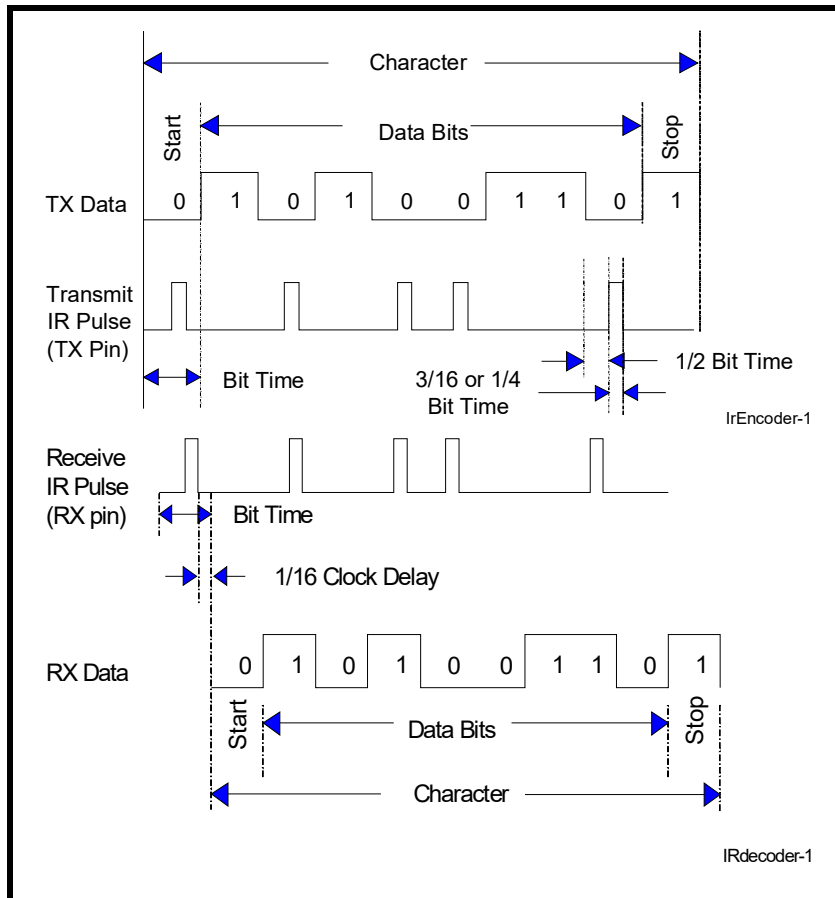 Character
Start
Data Bits
Stop
TX Data
0 1 0 1 0 0 1 1 0 1
Transmit
IR Pulse
(TX Pin)
Bit Time
1/2 Bit Time
3/16 or 1/4
Bit Time
IrEncoder-1
Receive
IR Pulse
(RX pin)
Bit Time
1/16 Clock Delay
RX Data
0 1 0 1 0 0 1 1 0 1
Start
Data Bits
Stop
Character
IRdecoder-1